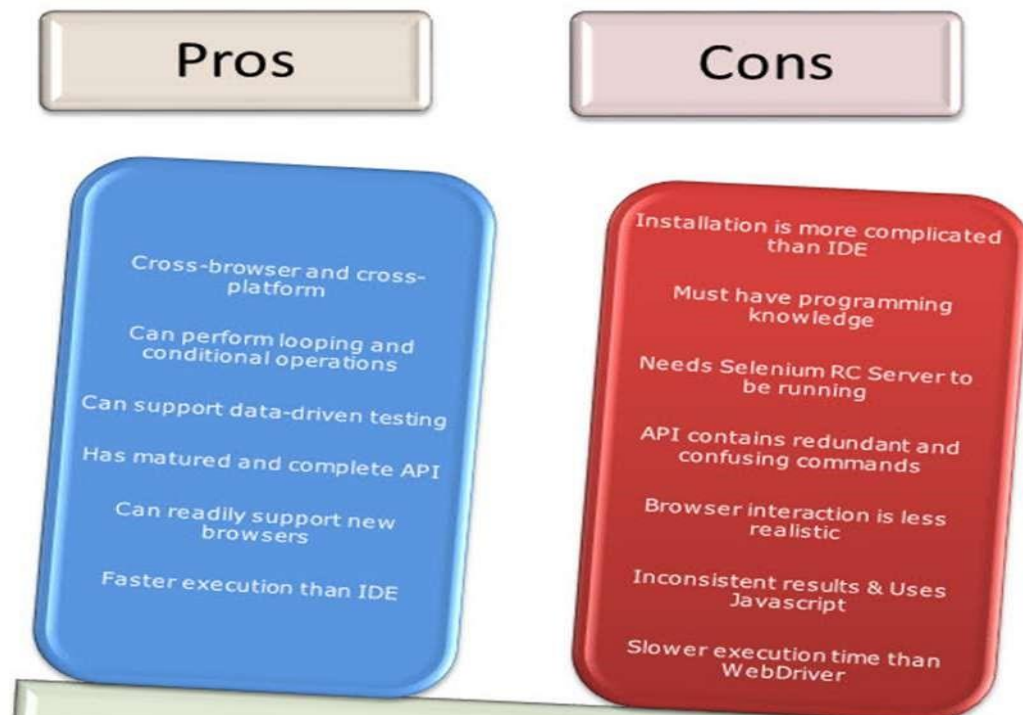 Pros
Cross-browser and cross-
platform
Can perform looping and
conditional operations
Can support data-driven testing
Has matured and complete API
Can readily support new
browsers
Faster execution than IDE
Cons
Installation is more complicated
than IDE
Must have programming
knowledge
Needs Selenium RC Server to
be running
API contains redundant and
confusing commands
Browser interaction is less
realistic
Inconsistent results & Uses
Javascript
Slower execution time than
WebDriver